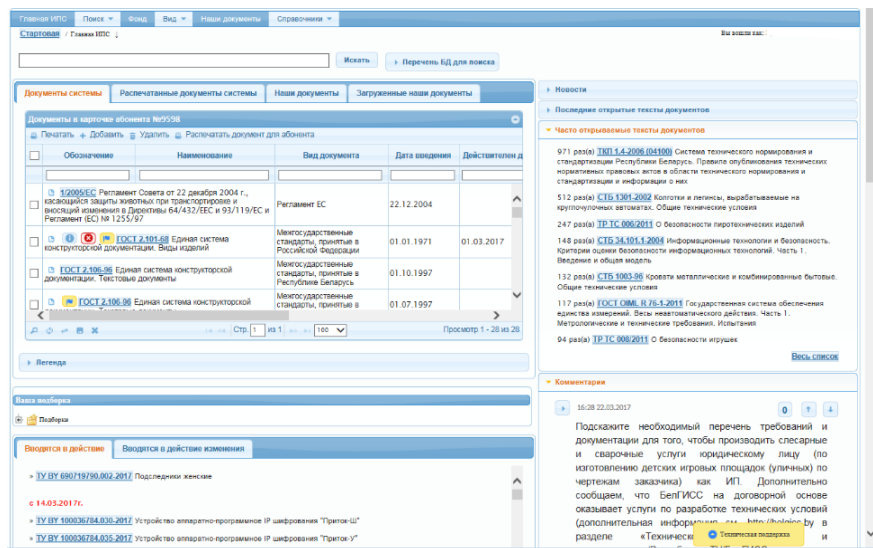 Главная ИПС Поиск Фонд Вид Наши документы Справочники
Стартовая / Главная ИПС ↓
Вы вошли как:
Искать Перечень БД для поиска
Документы системы Распечатанные документы системы Наши документы Загруженные наши документы
Документы в карточке абонента №9598
Печатать Добавить Удалить Распечатать документ для абонента
Обозначение Наименование Вид документа Дата введения Действителен д
1/2005/ЕС Регламент Совета от 22 декабря 2004 г.,
касающийся защиты животных при транспортировке и
вносящий изменения в Директивы 64/432/ЕЕС и 93/119/ЕС и
Регламент (ЕС) № 1255/97
Регламент ЕС
22.12.2004
ГОСТ 2.101-68 Единая система
конструкторской документации. Виды изделий
Межгосударственные
стандарты, принятые в
Российской Федерации
01.01.1971 01.03.2017
ГОСТ 2.106-96 Единая система конструкторской
документации. Текстовые документы
Межгосударственные
стандарты, принятые в
Республике Беларусь
01.10.1997
ГОСТ 2.106-96 Единая система конструкторской
Межгосударственные
стандарты, принятые в
01.07.1997
Стр. 1 из 1 100 Просмотр 1 - 28 из 28
Легенда
Ваша подборка
Подборка
Вводятся в действие Вводятся в действие изменения
» ТУ BY 690719790.002-2017 Подследники женские
с 14.03.2017г.
» ТУ BY 100036784.030-2017 Устройство аппаратно-программное IP шифрования "Приток-Ш"
» ТУ BY 100036784.035-2017 Устройство аппаратно-программное IP шифрования "Приток-У"
Новости
Последние открытые тексты документов
Часто открываемые тексты документов
971 раз(а) ТКП 1.4-2006 (04100) Система технического нормирования и
стандартизации Республики Беларусь. Правила опубликования технических
нормативных правовых актов в области технического нормирования и
стандартизации и информации о них
512 раз(а) СТБ 1301-2002 Колготки и легинсы, вырабатываемые на
круглочулочных автоматах. Общие технические условия
247 раз(а) ТР ТС 006/2011 О безопасности пиротехнических изделий
148 раз(а) СТБ 34.101.1-2004 Информационные технологии и безопасность.
Критерии оценки безопасности информационных технологий. Часть 1.
Введение и общая модель
132 раз(а) СТБ 1003-96 Кровати металлические и комбинированные бытовые.
Общие технические условия
117 раз(а) ГОСТ OIML R 76-1-2011 Государственная система обеспечения
единства измерений. Весы неавтоматического действия. Часть 1.
Метрологические и технические требования. Испытания
94 раз(а) ТР ТС 008/2011 О безопасности игрушек
Весь список
Комментарии
16:28 22.03.2017 0 ↑ ↓
Подскажите необходимый перечень требований и
документации для того, чтобы производить слесарные
и сварочные услуги юридическому лицу (по
изготовлению детских игровых площадок (уличных) по
чертежам заказчика) как ИП. Дополнительно
сообщаем, что БелГИСС на договорной основе
оказывает услуги по разработке технических условий
(дополнительная информация см. http://belgiss.by в
разделе «Техническо и
Техническая поддержка